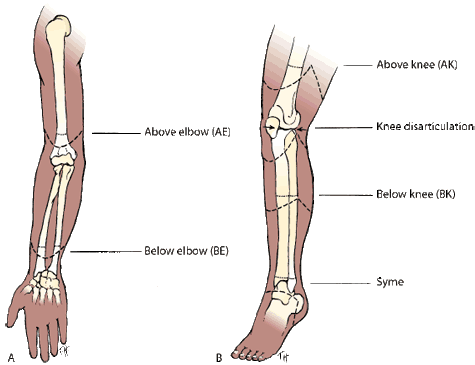 Above elbow (AE)
Below elbow (BE)
A
Above knee (AK)
Knee disarticulation
Below knee (BK)
Syme
B